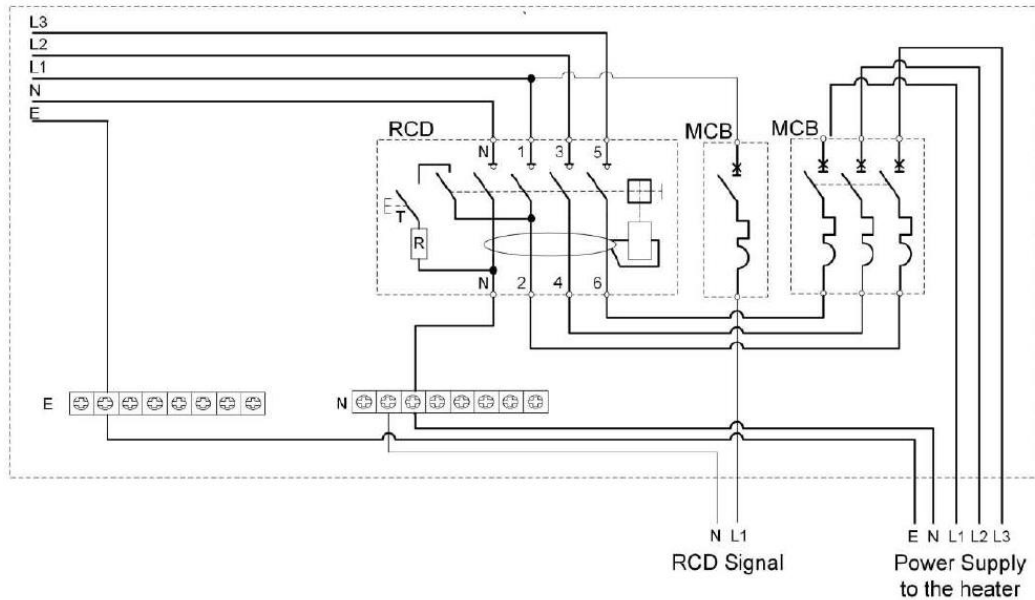 L3
L2
L1
N
E
RCD
MCB
MCB
N 1 3 5
E
T
R
N 2 4 6
E
N
N L1
RCD Signal
E N L1 L2 L3
Power Supply
to the heater